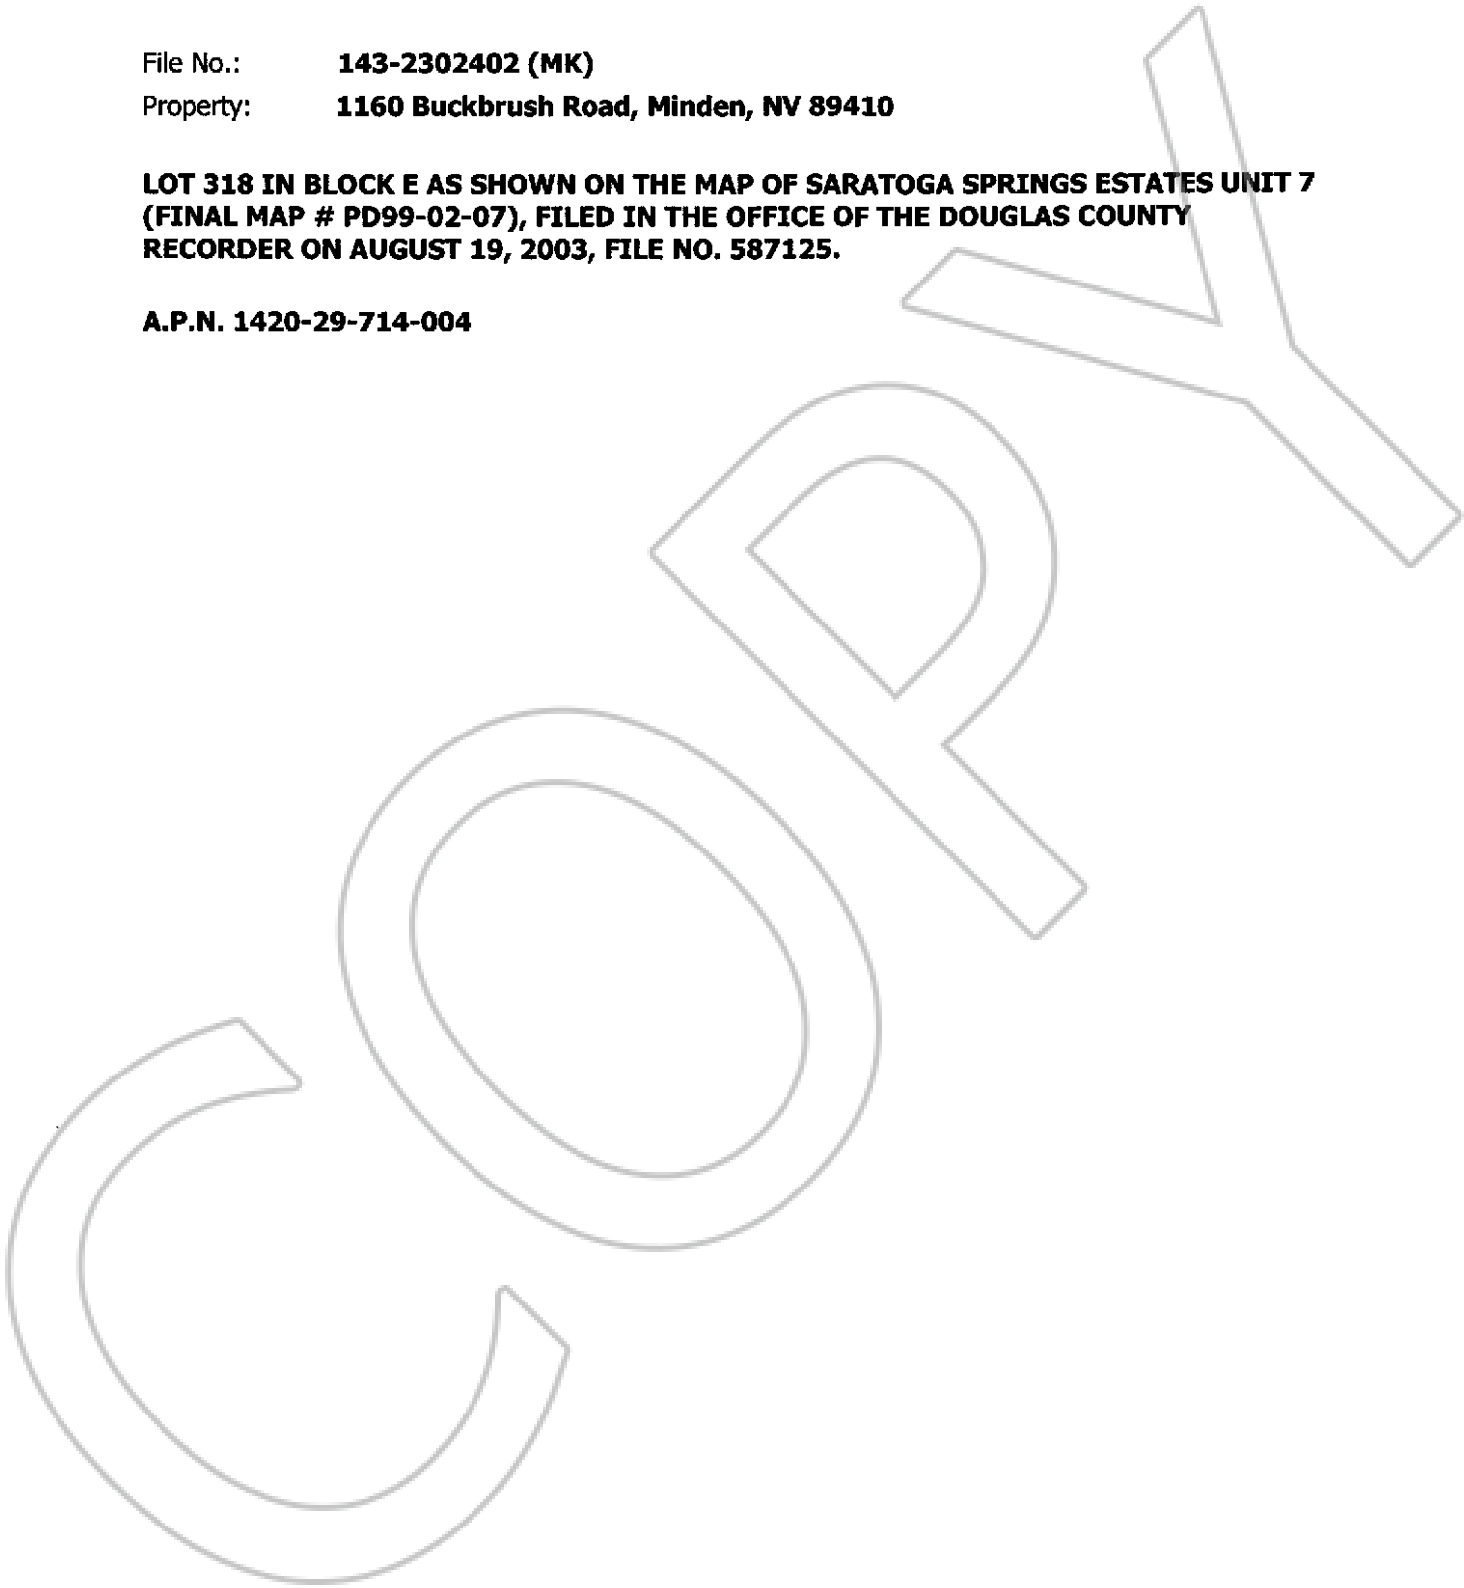 File No.: 143-2302402 (MK)
Property: 1160 Buckbrush Road, Minden, NV 89410
LOT 318 IN BLOCK E AS SHOWN ON THE MAP OF SARATOGA SPRINGS ESTATES UNIT 7
(FINAL MAP # PD99-02-07), FILED IN THE OFFICE OF THE DOUGLAS COUNTY
RECORDER ON AUGUST 19, 2003, FILE NO. 587125.
A.P.N. 1420-29-714-004
COPY